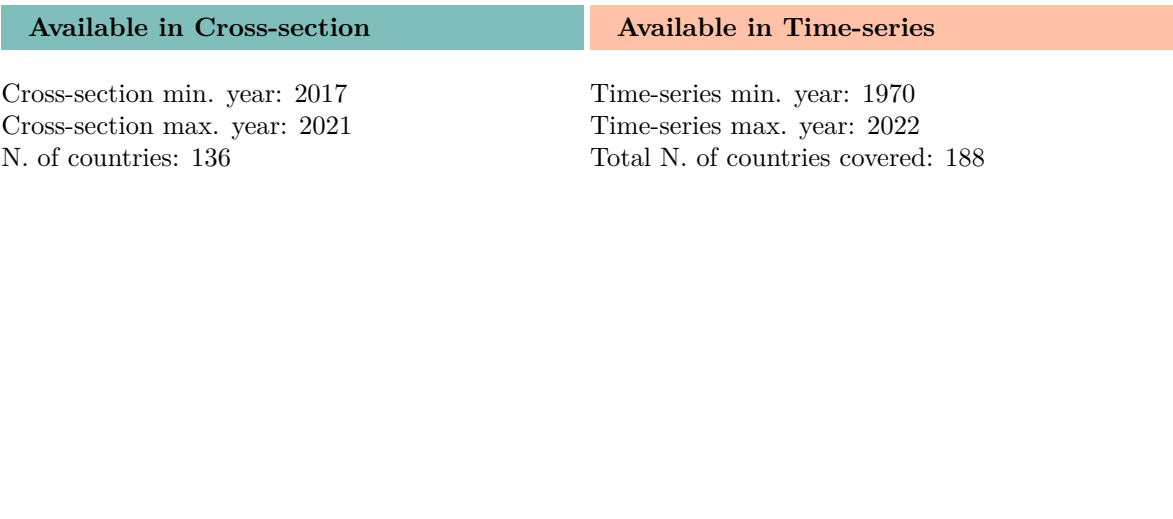 Available in Cross-section
Cross-section min. year: 2017
Cross-section max. year: 2021
N. of countries: 136
Available in Time-series
Time-series min. year: 1970
Time-series max. year: 2022
Total N. of countries covered: 188